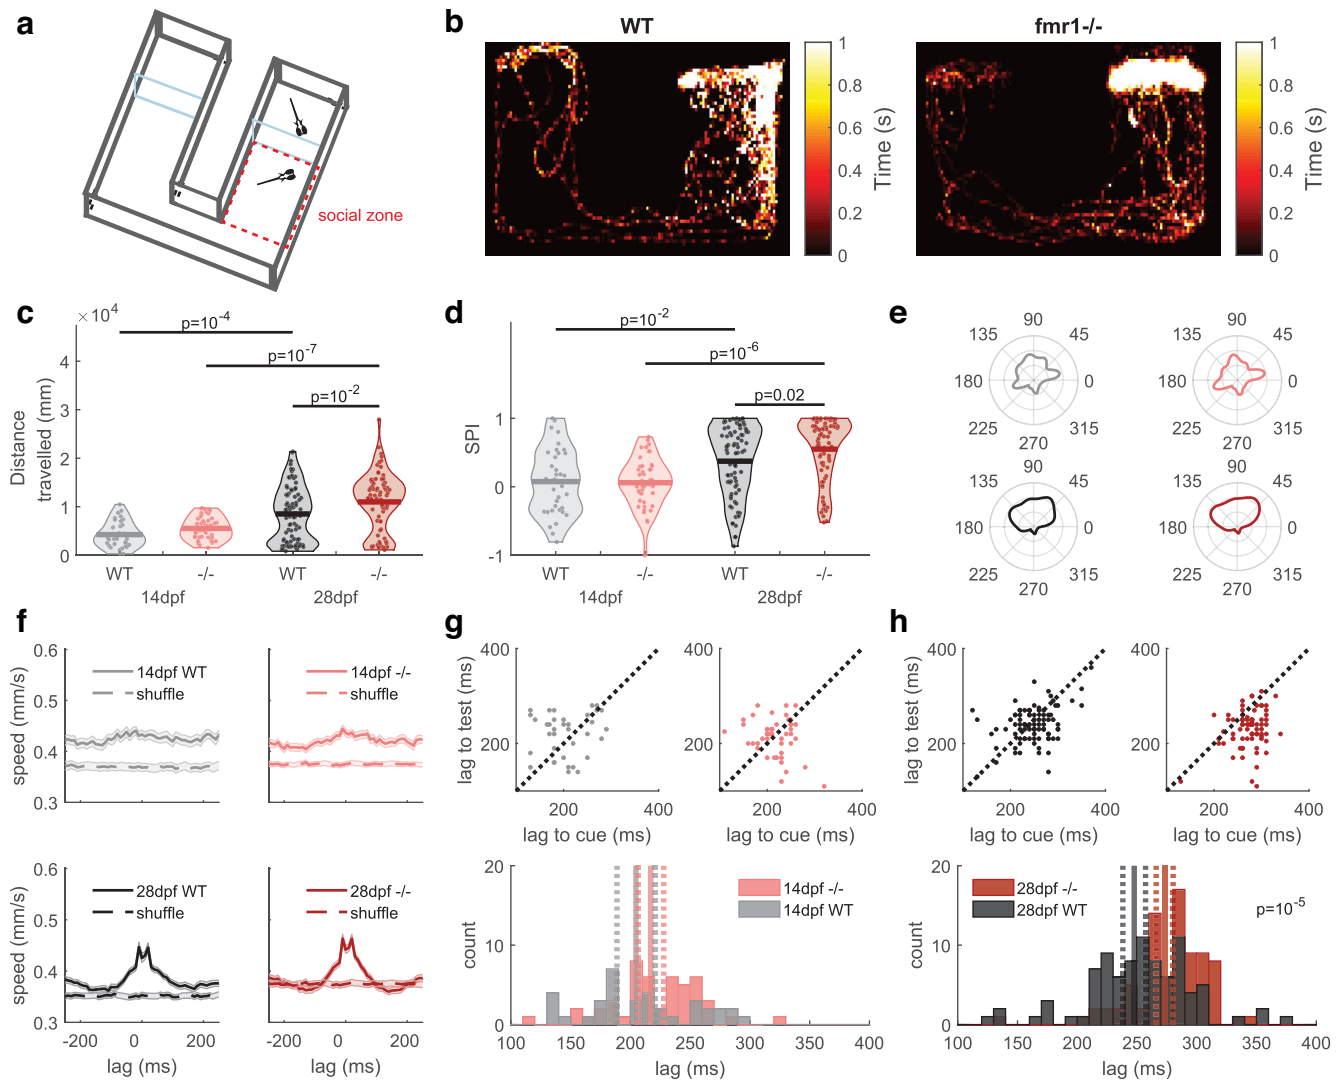 a
social zone
b
WT
1
0.8
0.6
0.4
0.2
0
Time (s)
fmr1-/-
1
0.8
0.6
0.4
0.2
0
Time (s)
c
×10^4
p=10^-4
p=10^-7
p=10^-2
4
3
2
1
0
Distance
travelled (mm)
WT -/- WT -/-
14dpf 28dpf
d
p=10^-2
p=10^-6
p=0.02
1
0
-1
SPI
WT -/- WT -/-
14dpf 28dpf
e
90
135 45
180 0
225 315
270
90
135 45
180 0
225 315
270
90
135 45
180 0
225 315
270
90
135 45
180 0
225 315
270
f
0.6
0.5
0.4
0.3
speed (mm/s)
14dpf WT
shuffle
14dpf -/-
shuffle
0.6
0.5
0.4
0.3
speed (mm/s)
28dpf WT
shuffle
28dpf -/-
shuffle
-200 0 200
lag (ms)
-200 0 200
lag (ms)
g
400
200
lag to test (ms)
200 400
lag to cue (ms)
400
200
200 400
lag to cue (ms)
20
10
0
count
14dpf -/-
14dpf WT
100 150 200 250 300 350 400
lag (ms)
h
400
200
lag to test (ms)
200 400
lag to cue (ms)
400
200
200 400
lag to cue (ms)
20
10
0
count
28dpf -/-
28dpf WT
p=10^-5
100 150 200 250 300 350 400
lag (ms)